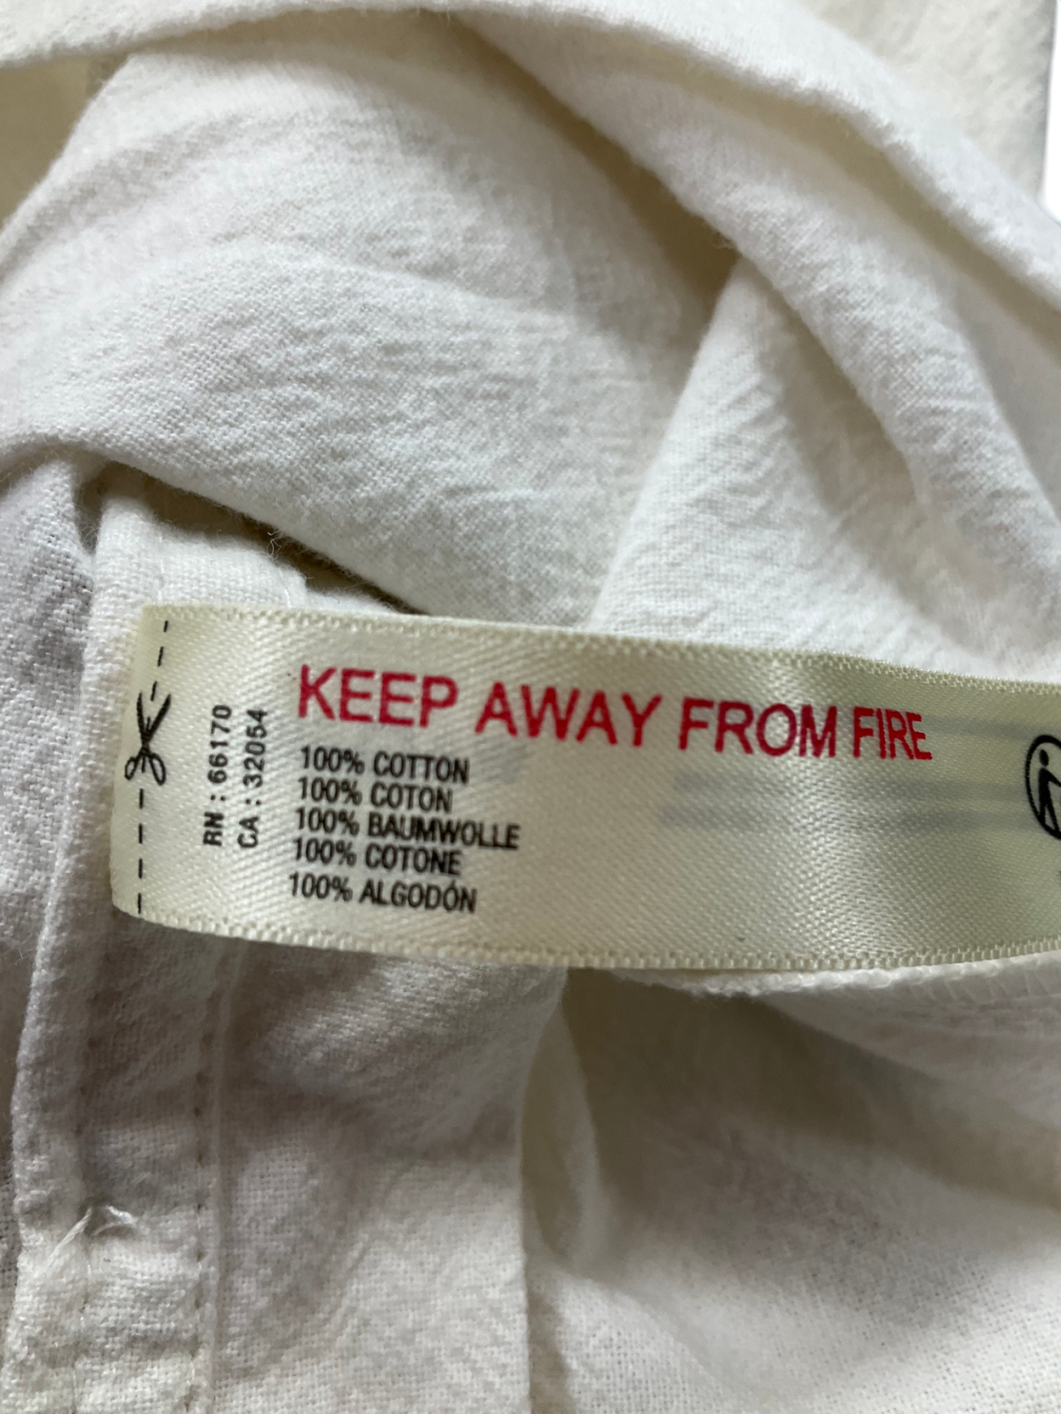 RN : 66170
CA : 32054
KEEP AWAY FROM FIRE
100% COTTON
100% COTON
100% BAUMWOLLE
100% COTONE
100% ALGODÓN